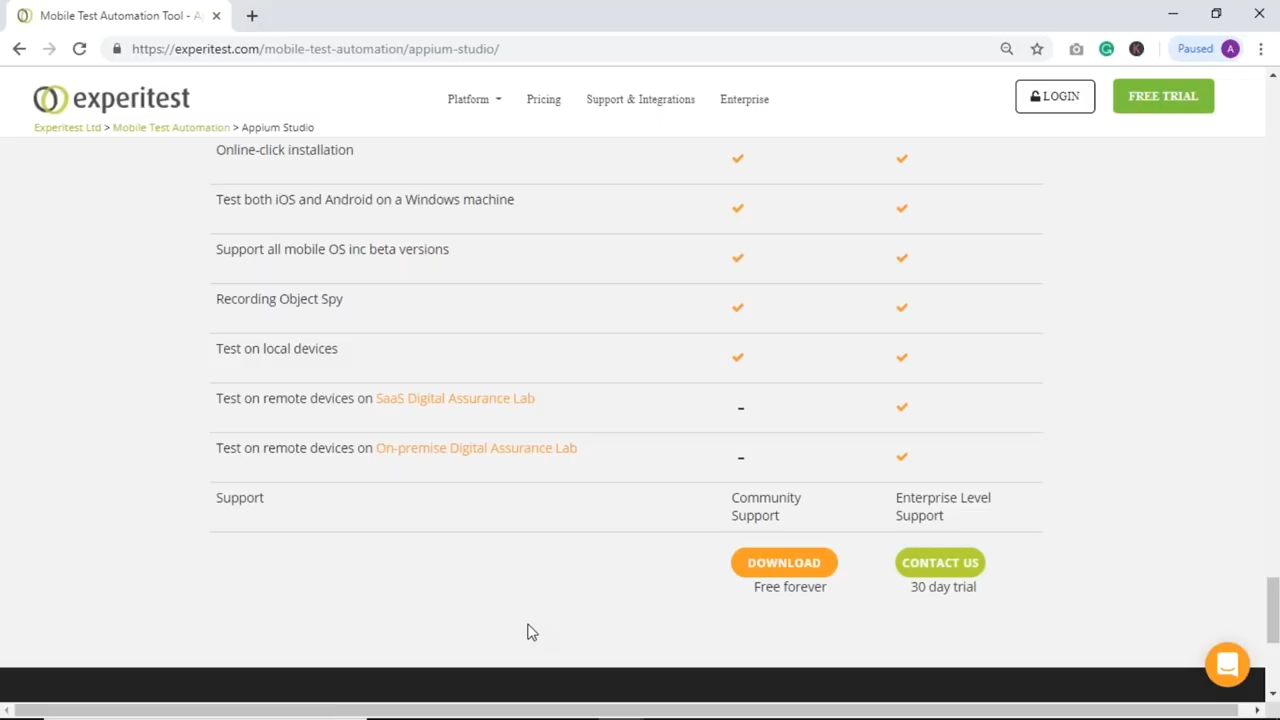 Mobile Test Automation Tool - A
https://experitest.com/mobile-test-automation/appium-studio/
Paused A
experitest
Platform
Pricing
Support & Integrations
Enterprise
LOGIN
FREE TRIAL
Experitest Ltd > Mobile Test Automation > Appium Studio
Online-click installation
Test both iOS and Android on a Windows machine
Support all mobile OS inc beta versions
Recording Object Spy
Test on local devices
Test on remote devices on SaaS Digital Assurance Lab
-
Test on remote devices on On-premise Digital Assurance Lab
-
Support
Community
Support
Enterprise Level
Support
DOWNLOAD
Free forever
CONTACT US
30 day trial